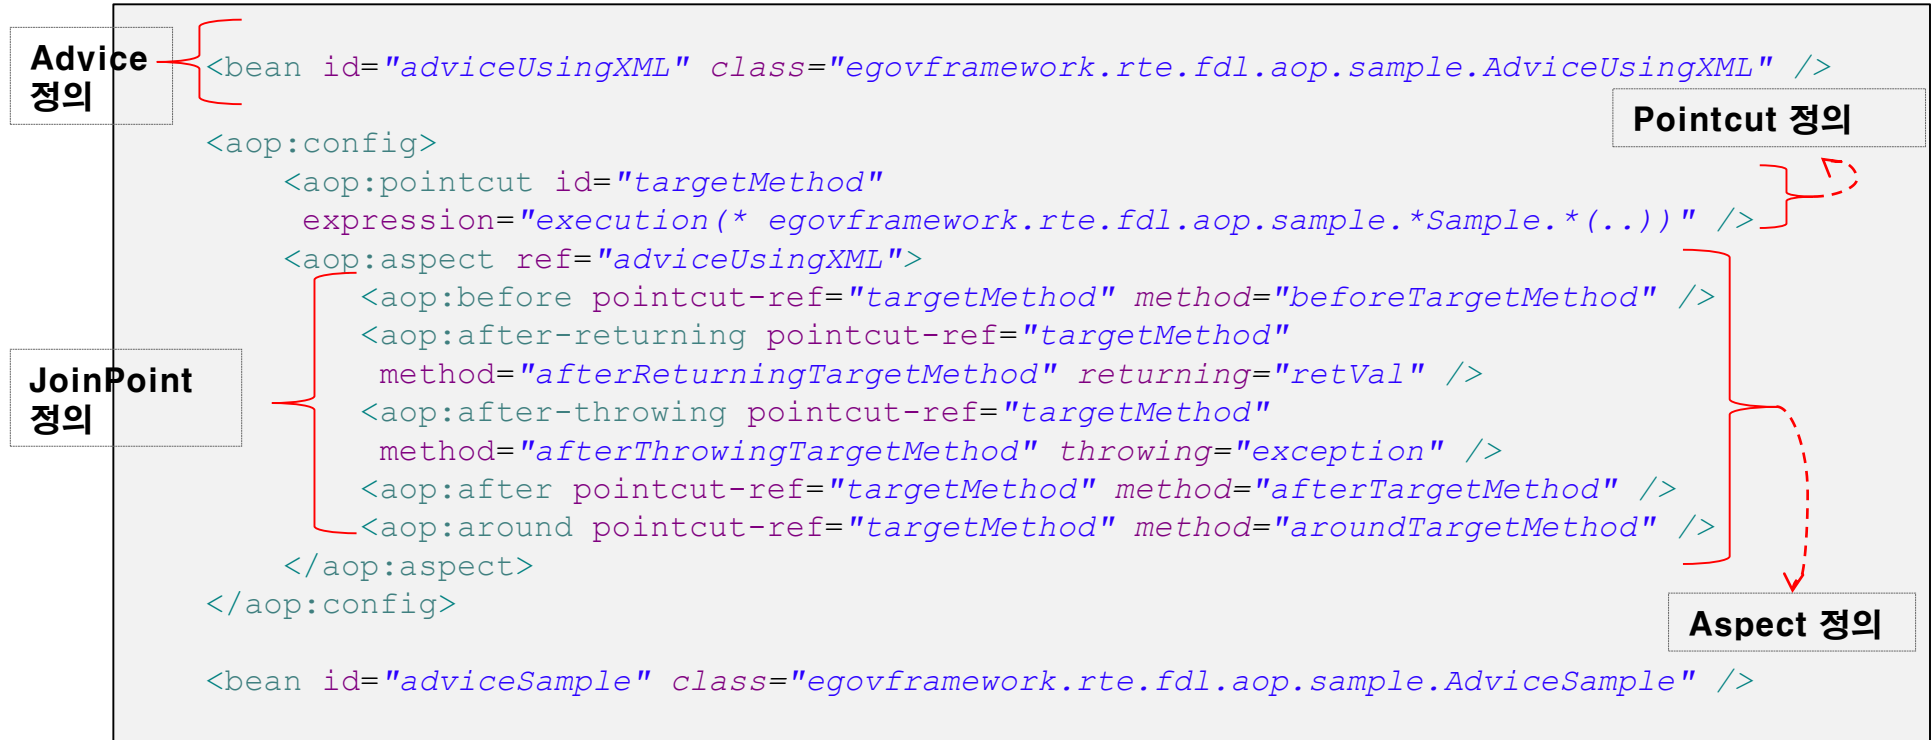 Advice
정의
<bean id="adviceUsingXML" class="egovframework.rte.fdl.aop.sample.AdviceUsingXML" />
Pointcut 정의
<aop:config>
<aop:pointcut id="targetMethod"
expression="execution(* egovframework.rte.fdl.aop.sample.*Sample.*(..))" />
<aop:aspect ref="adviceUsingXML">
<aop:before pointcut-ref="targetMethod" method="beforeTargetMethod" />
<aop:after-returning pointcut-ref="targetMethod"
method="afterReturningTargetMethod" returning="retVal" />
JoinPoint
정의
<aop:after-throwing pointcut-ref="targetMethod"
method="afterThrowingTargetMethod" throwing="exception" />
<aop:after pointcut-ref="targetMethod" method="afterTargetMethod" />
<aop:around pointcut-ref="targetMethod" method="aroundTargetMethod" />
</aop:aspect>
</aop:config>
Aspect 정의
<bean id="adviceSample" class="egovframework.rte.fdl.aop.sample.AdviceSample" />